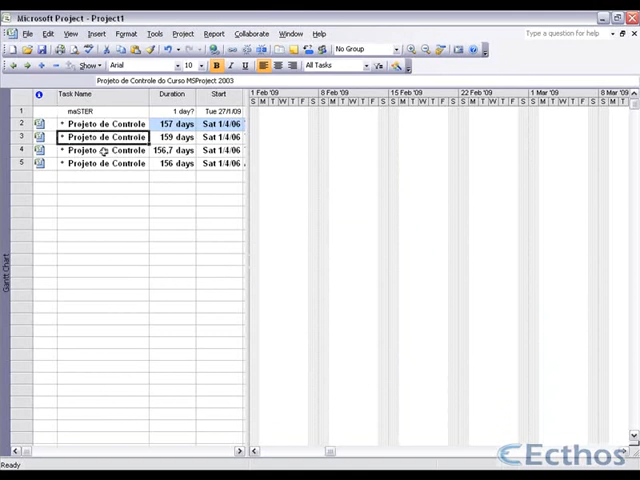 Microsoft Project - Project1
File Edit View Insert Format Tools Project Report Collaborate Window Help
Type a question for help
No Group
Show Arial 10 B I U All Tasks
Projeto de Controle do Curso MSProject 2003
Task Name Duration Start
1 Feb '09 8 Feb '09 15 Feb '09 22 Feb '09 1 Mar '09 8 Mar '09
S M T W T F S S M T W T F S S M T W T F S S M T W T F S S M T W T F S S M T
1 maSTER 1 day? Tue 27/1/09
2 + Projeto de Controle 157 days Sat 1/4/06
3 + Projeto de Controle 159 days Sat 1/4/06
4 + Projeto de Controle 156,7 days Sat 1/4/06
5 + Projeto de Controle 156 days Sat 1/4/06
Gantt Chart
Ecthos
Ready